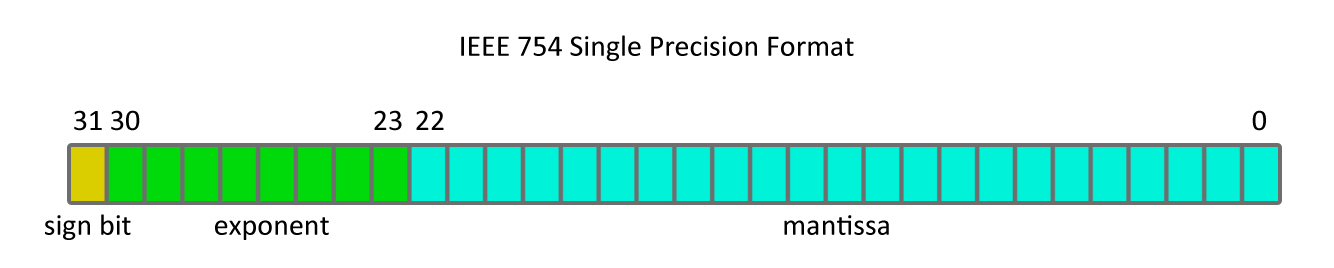 IEEE 754 Single Precision Format
31 30 23 22 0
sign bit exponent mantissa